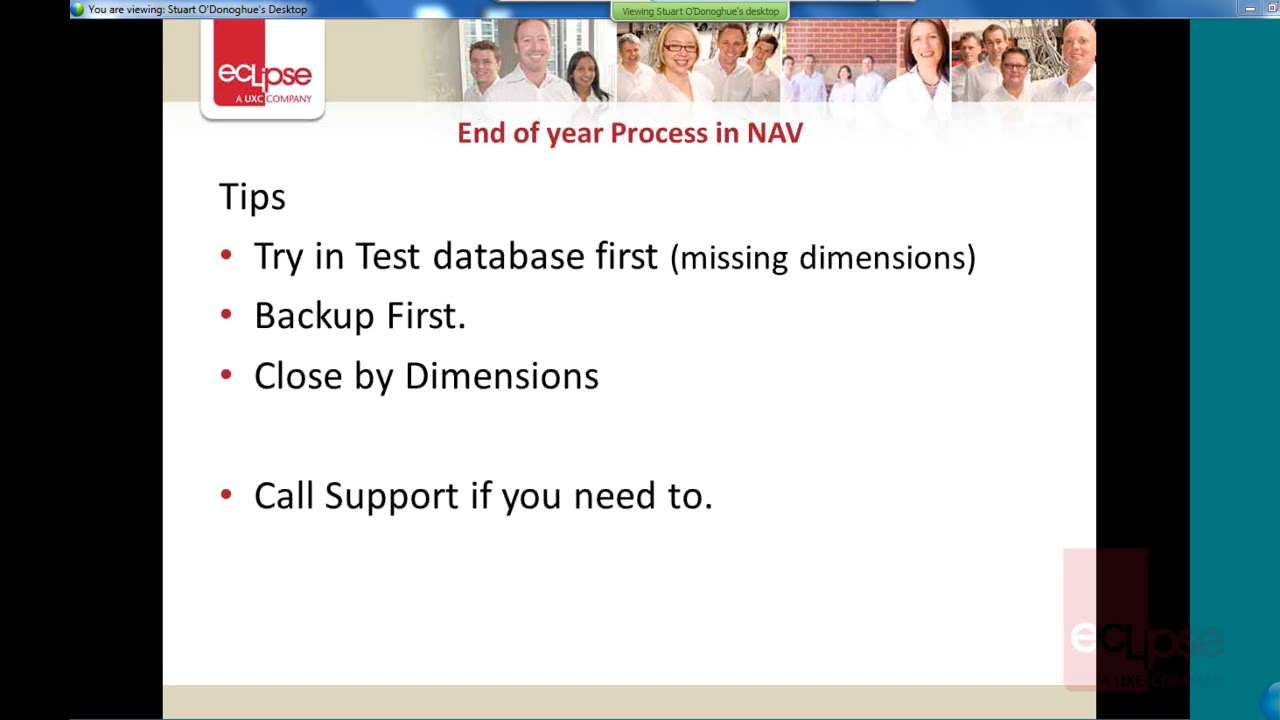 You are viewing: Stuart O'Donoghue's Desktop
Viewing Stuart O'Donoghue's desktop
eclipse
A UXC COMPANY
End of year Process in NAV
Tips
• Try in Test database first (missing dimensions)
• Backup First.
• Close by Dimensions
• Call Support if you need to.
eclipse
A UXC COMPANY